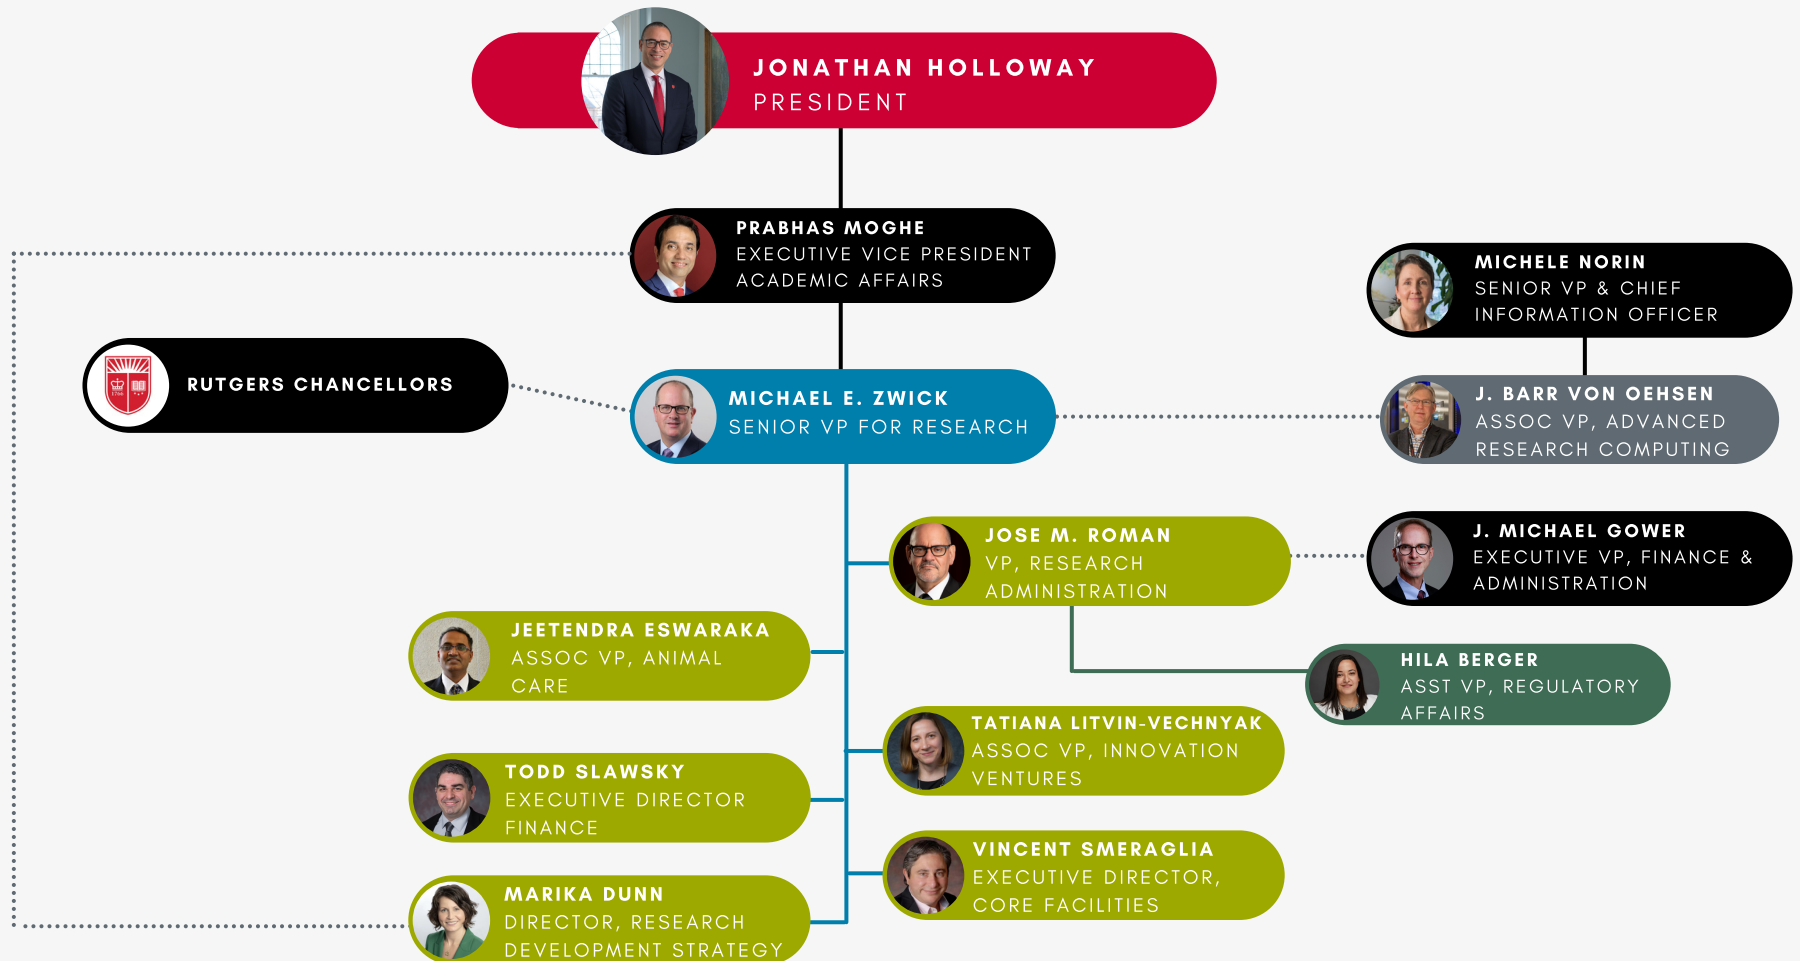 JONATHAN HOLLOWAY
PRESIDENT
PRABHAS MOGHE
EXECUTIVE VICE PRESIDENT
ACADEMIC AFFAIRS
MICHELE NORIN
SENIOR VP & CHIEF
INFORMATION OFFICER
1766
RUTGERS CHANCELLORS
MICHAEL E. ZWICK
SENIOR VP FOR RESEARCH
J. BARR VON OEHSEN
ASSOC VP, ADVANCED
RESEARCH COMPUTING
JOSE M. ROMAN
VP, RESEARCH
ADMINISTRATION
J. MICHAEL GOWER
EXECUTIVE VP, FINANCE &
ADMINISTRATION
JEETENDRA ESWARAKA
ASSOC VP, ANIMAL
CARE
HILA BERGER
ASST VP, REGULATORY
AFFAIRS
TATIANA LITVIN-VECHNYAK
ASSOC VP, INNOVATION
VENTURES
TODD SLAWSKY
EXECUTIVE DIRECTOR
FINANCE
VINCENT SMERAGLIA
EXECUTIVE DIRECTOR,
CORE FACILITIES
MARIKA DUNN
DIRECTOR, RESEARCH
DEVELOPMENT STRATEGY